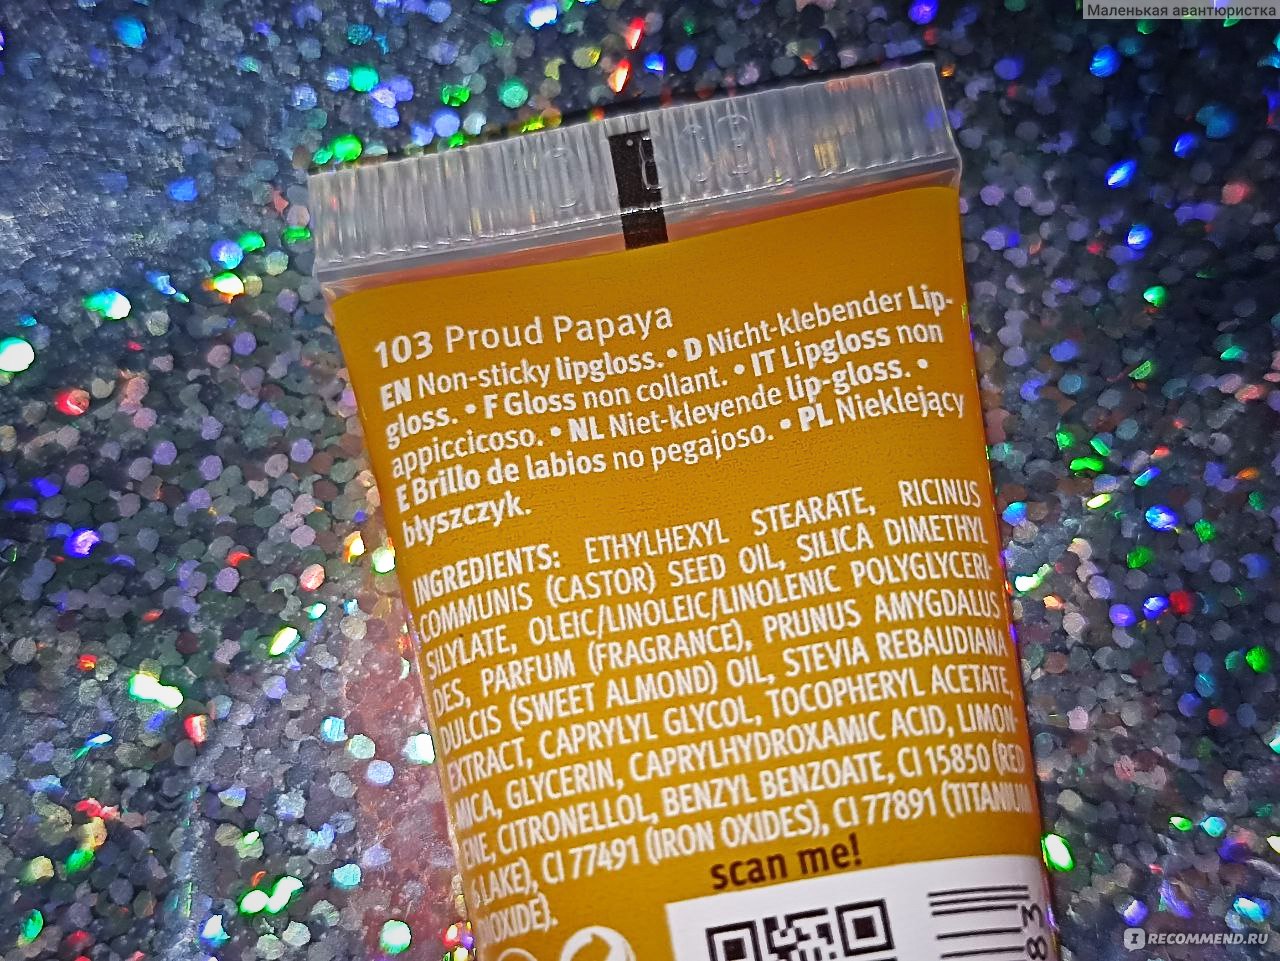 Маленькая авантюристка
103 Proud Papaya
EN Non-sticky lipgloss. • D Nicht-klebender Lip-
gloss. • F Gloss non collant. • IT Lipgloss non
appiccicoso. • NL Niet-klevende lip-gloss. •
E Brillo de labios no pegajoso. • PL Nieklejący
błyszczyk.
INGREDIENTS: ETHYLHEXYL STEARATE, RICINUS
COMMUNIS (CASTOR) SEED OIL, SILICA DIMETHYL
SILYLATE, OLEIC/LINOLEIC/LINOLENIC POLYGLYCERI-
DES, PARFUM (FRAGRANCE), PRUNUS AMYGDALUS
DULCIS (SWEET ALMOND) OIL, STEVIA REBAUDIANA
EXTRACT, CAPRYLYL GLYCOL, TOCOPHERYL ACETATE,
MICA, GLYCERIN, CAPRYLHYDROXAMIC ACID, LIMON-
ENE, CITRONELLOL, BENZYL BENZOATE, CI 15850 (RED
6 LAKE), CI 77491 (IRON OXIDES), CI 77891 (TITANIUM
DIOXIDE).
scan me!
83
IRECOMMEND.RU